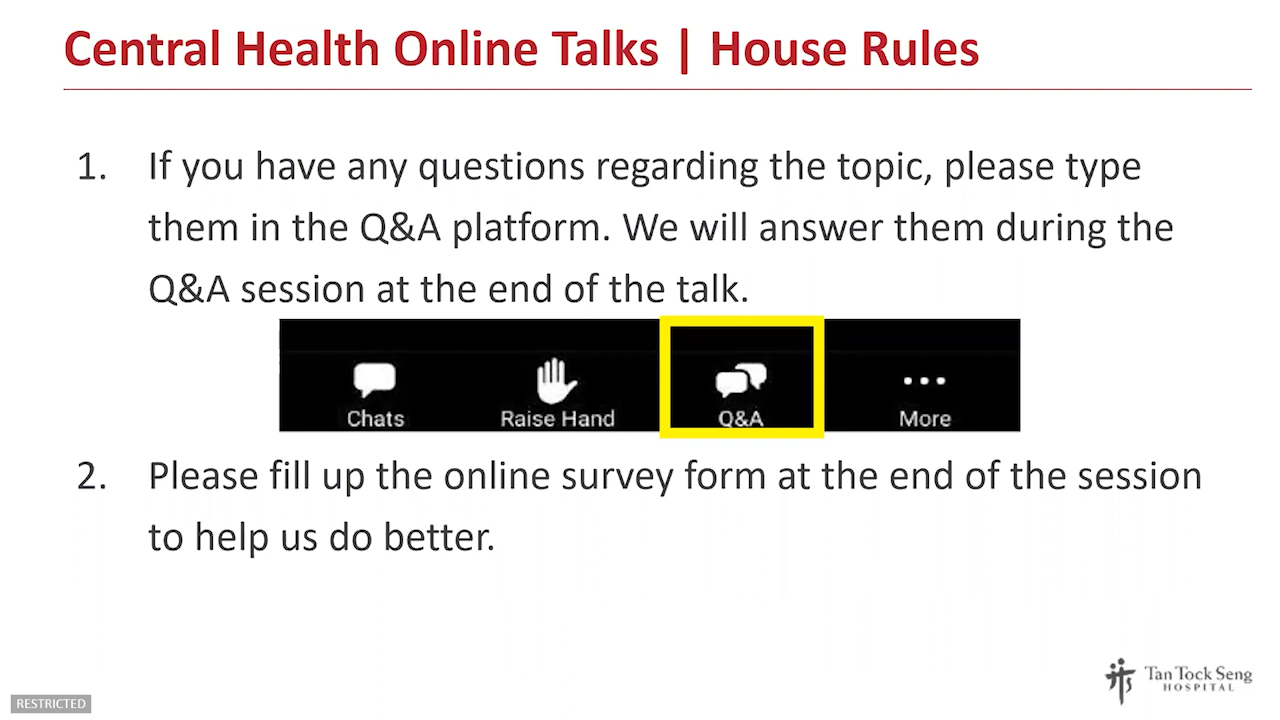 Central Health Online Talks | House Rules
1. If you have any questions regarding the topic, please type
them in the Q&A platform. We will answer them during the
Q&A session at the end of the talk.
Chats Raise Hand Q&A More
2. Please fill up the online survey form at the end of the session
to help us do better.
Tan Tock Seng
HOSPITAL
RESTRICTED